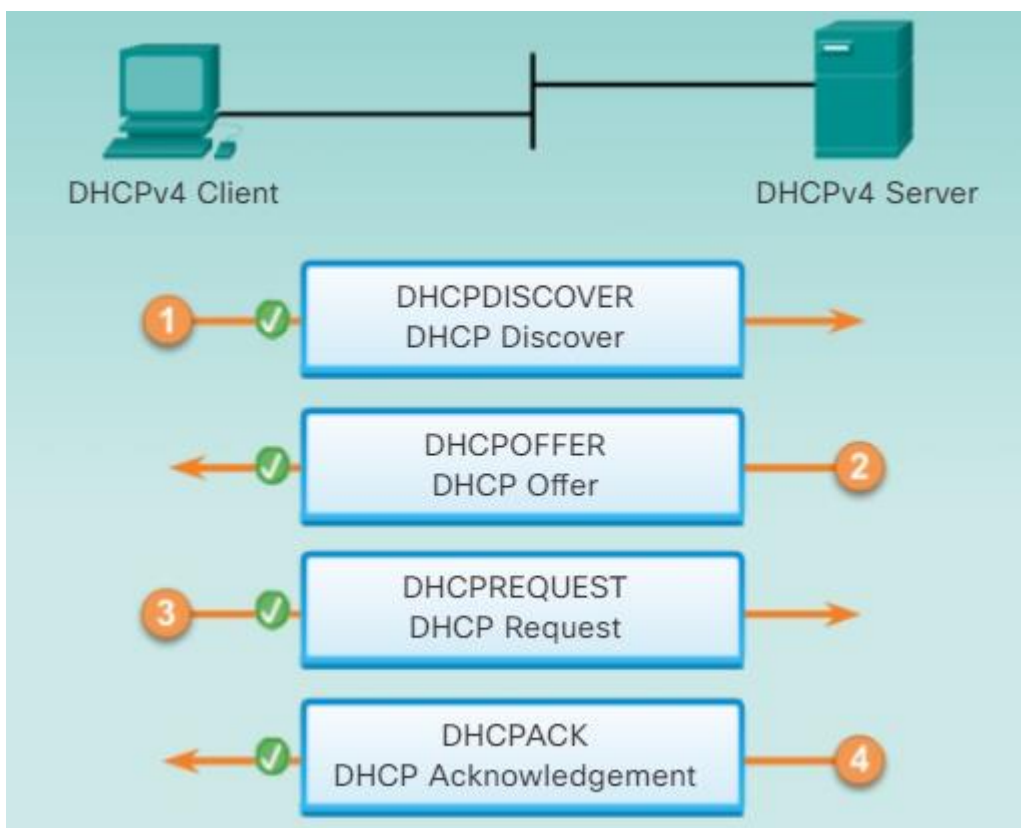 DHCPv4 Client
DHCPv4 Server
1
DHCPDISCOVER
DHCP Discover
DHCPOFFER
DHCP Offer
2
3
DHCPREQUEST
DHCP Request
DHCPACK
DHCP Acknowledgement
4